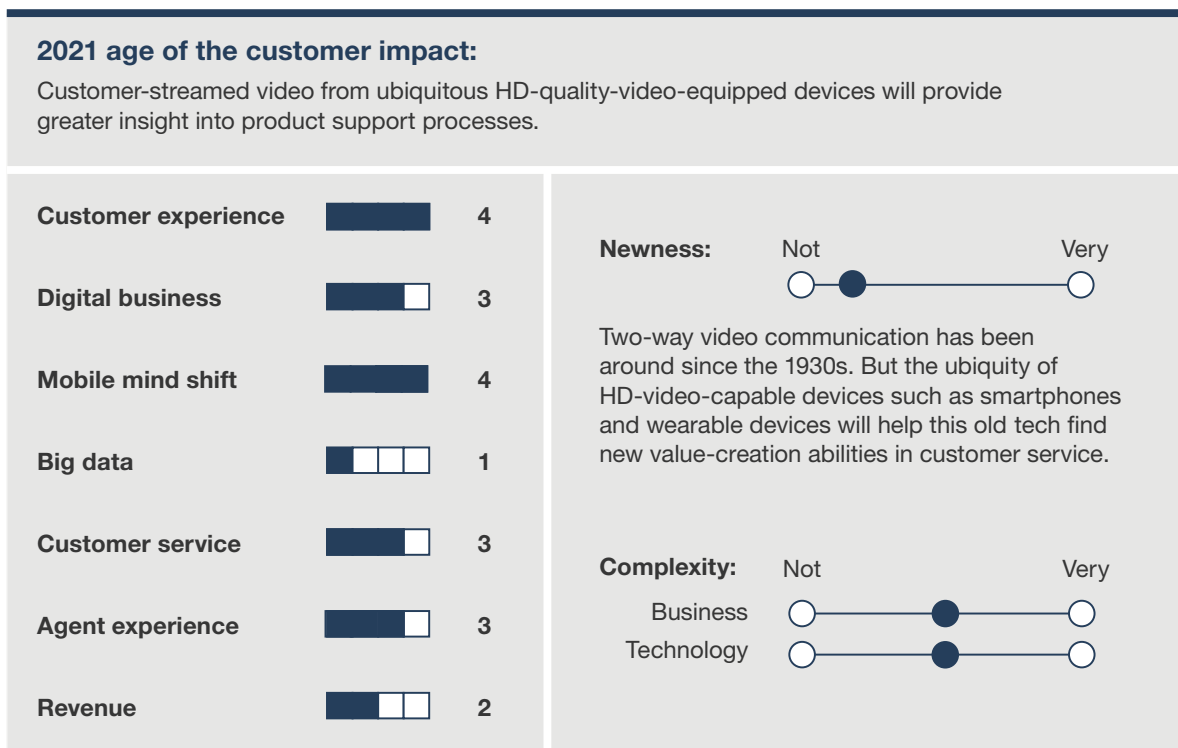 2021 age of the customer impact:
Customer-streamed video from ubiquitous HD-quality-video-equipped devices will provide
greater insight into product support processes.
Customer experience 4
Digital business 3
Mobile mind shift 4
Big data 1
Customer service 3
Agent experience 3
Revenue 2
Newness: Not Very
Two-way video communication has been
around since the 1930s. But the ubiquity of
HD-video-capable devices such as smartphones
and wearable devices will help this old tech find
new value-creation abilities in customer service.
Complexity: Not Very
Business
Technology